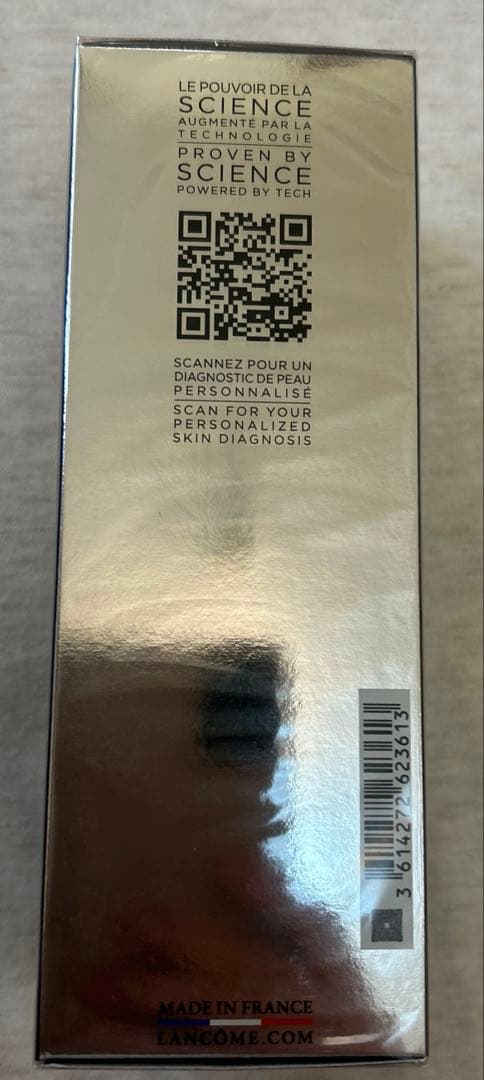 LE POUVOIR DE LA
SCIENCE
AUGMENTÉ PAR LA
TECHNOLOGIE
PROVEN BY
SCIENCE
POWERED BY TECH
SCANNEZ POUR UN
DIAGNOSTIC DE PEAU
PERSONNALISÉ
SCAN FOR YOUR
PERSONALIZED
SKIN DIAGNOSIS
3 614272 623613
MADE IN FRANCE
LANCÔME.COM